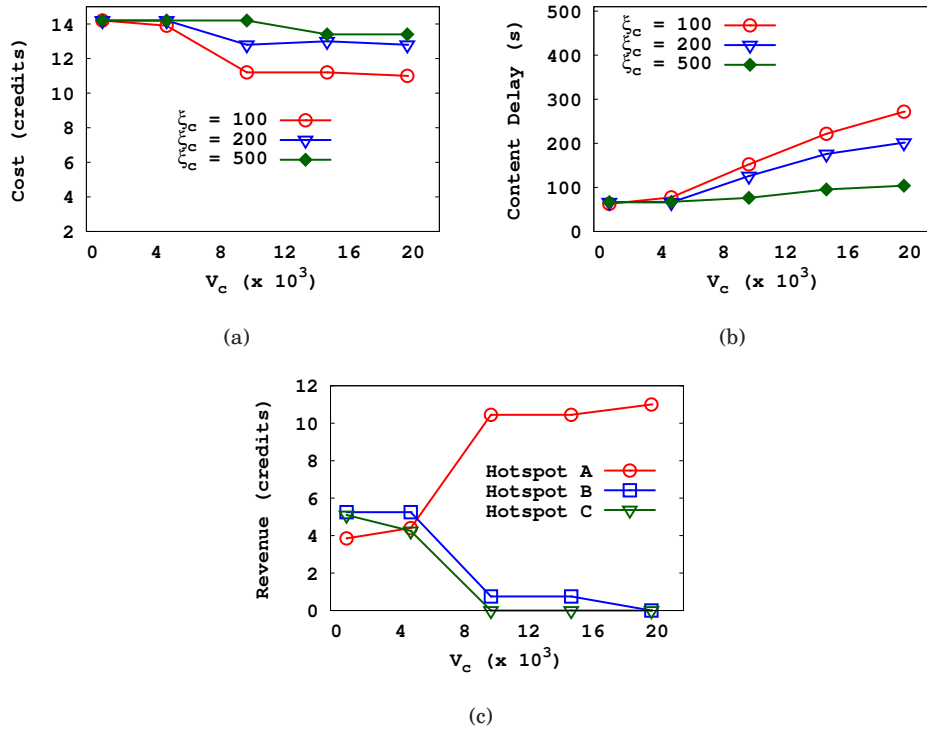 14
12
10
8
6
4
2
Cost (credits)
ξc = 100
ξc = 200
ξc = 500
0 4 8 12 16 20
Vc (x 10³)
(a)
500
400
300
200
100
0
Content Delay (s)
ξc = 100
ξc = 200
ξc = 500
0 4 8 12 16 20
Vc (x 10³)
(b)
12
10
8
6
4
2
0
Revenue (credits)
Hotspot A
Hotspot B
Hotspot C
0 4 8 12 16 20
Vc (x 10³)
(c)